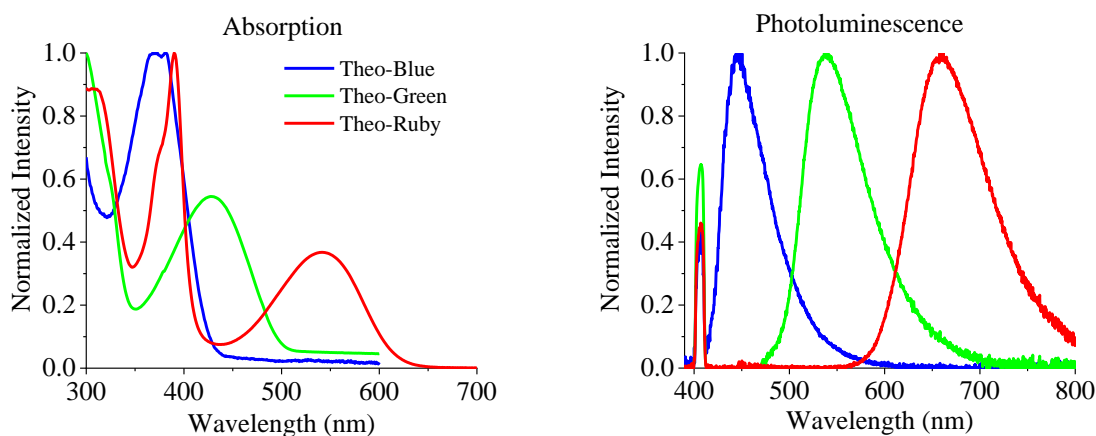 Absorption
Normalized Intensity
1.0
0.8
0.6
0.4
0.2
0.0
Theo-Blue
Theo-Green
Theo-Ruby
300 400 500 600 700
Wavelength (nm)
Photoluminescence
Normalized Intensity
1.0
0.8
0.6
0.4
0.2
0.0
400 500 600 700 800
Wavelength (nm)